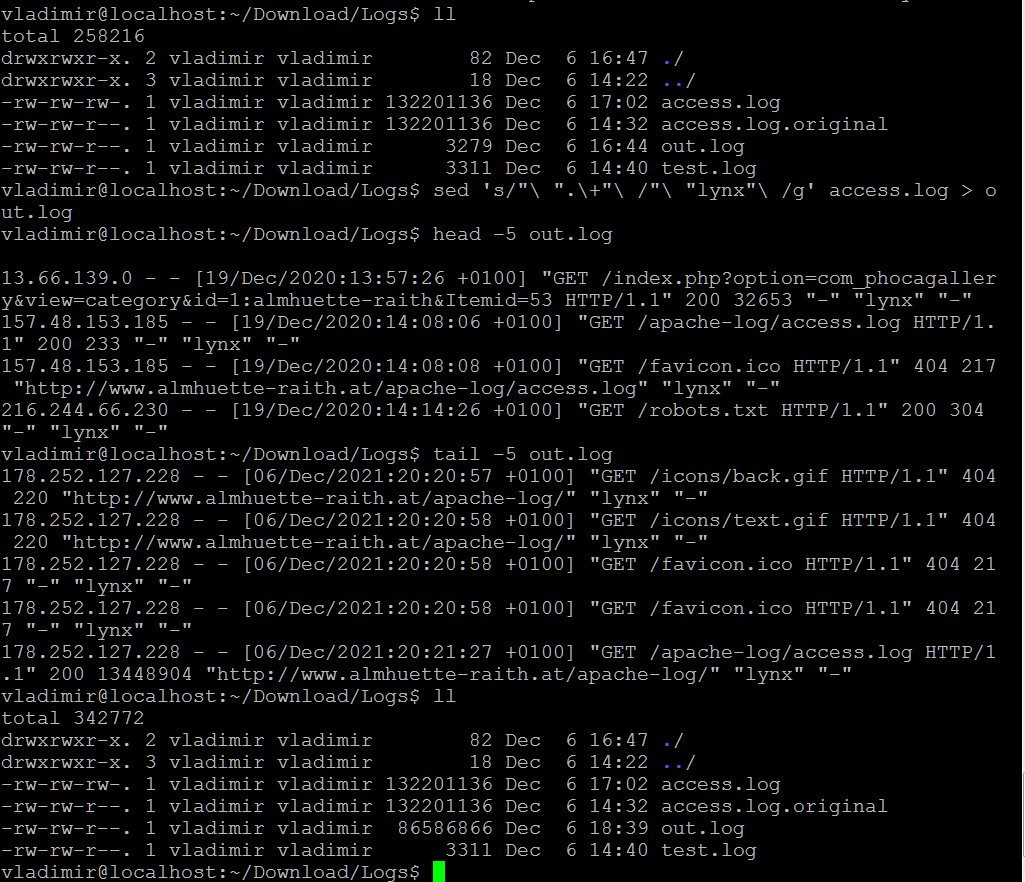 vladimir@localhost:~/Download/Logs$ ll
total 258216
drwxrwxr-x. 2 vladimir vladimir        82 Dec  6 16:47 ./
drwxrwxr-x. 3 vladimir vladimir        18 Dec  6 14:22 ../
-rw-rw-rw-. 1 vladimir vladimir 132201136 Dec  6 17:02 access.log
-rw-rw-r--. 1 vladimir vladimir 132201136 Dec  6 14:32 access.log.original
-rw-rw-r--. 1 vladimir vladimir      3279 Dec  6 16:44 out.log
-rw-rw-r--. 1 vladimir vladimir      3311 Dec  6 14:40 test.log
vladimir@localhost:~/Download/Logs$ sed 's/"\ ".\+"\ /"\ "lynx"\ /g' access.log > o
ut.log
vladimir@localhost:~/Download/Logs$ head -5 out.log

13.66.139.0 - - [19/Dec/2020:13:57:26 +0100] "GET /index.php?option=com_phocagaller
y&view=category&id=1:almhuette-raith&Itemid=53 HTTP/1.1" 200 32653 "-" "lynx" "-"
157.48.153.185 - - [19/Dec/2020:14:08:06 +0100] "GET /apache-log/access.log HTTP/1.
1" 200 233 "-" "lynx" "-"
157.48.153.185 - - [19/Dec/2020:14:08:08 +0100] "GET /favicon.ico HTTP/1.1" 404 217
 "http://www.almhuette-raith.at/apache-log/access.log" "lynx" "-"
216.244.66.230 - - [19/Dec/2020:14:14:26 +0100] "GET /robots.txt HTTP/1.1" 200 304
"-" "lynx" "-"
vladimir@localhost:~/Download/Logs$ tail -5 out.log
178.252.127.228 - - [06/Dec/2021:20:20:57 +0100] "GET /icons/back.gif HTTP/1.1" 404
 220 "http://www.almhuette-raith.at/apache-log/" "lynx" "-"
178.252.127.228 - - [06/Dec/2021:20:20:58 +0100] "GET /icons/text.gif HTTP/1.1" 404
 220 "http://www.almhuette-raith.at/apache-log/" "lynx" "-"
178.252.127.228 - - [06/Dec/2021:20:20:58 +0100] "GET /favicon.ico HTTP/1.1" 404 21
7 "-" "lynx" "-"
178.252.127.228 - - [06/Dec/2021:20:20:58 +0100] "GET /favicon.ico HTTP/1.1" 404 21
7 "-" "lynx" "-"
178.252.127.228 - - [06/Dec/2021:20:21:27 +0100] "GET /apache-log/access.log HTTP/1
.1" 200 13448904 "http://www.almhuette-raith.at/apache-log/" "lynx" "-"
vladimir@localhost:~/Download/Logs$ ll
total 342772
drwxrwxr-x. 2 vladimir vladimir        82 Dec  6 16:47 ./
drwxrwxr-x. 3 vladimir vladimir        18 Dec  6 14:22 ../
-rw-rw-rw-. 1 vladimir vladimir 132201136 Dec  6 17:02 access.log
-rw-rw-r--. 1 vladimir vladimir 132201136 Dec  6 14:32 access.log.original
-rw-rw-r--. 1 vladimir vladimir  86586866 Dec  6 18:39 out.log
-rw-rw-r--. 1 vladimir vladimir      3311 Dec  6 14:40 test.log
vladimir@localhost:~/Download/Logs$